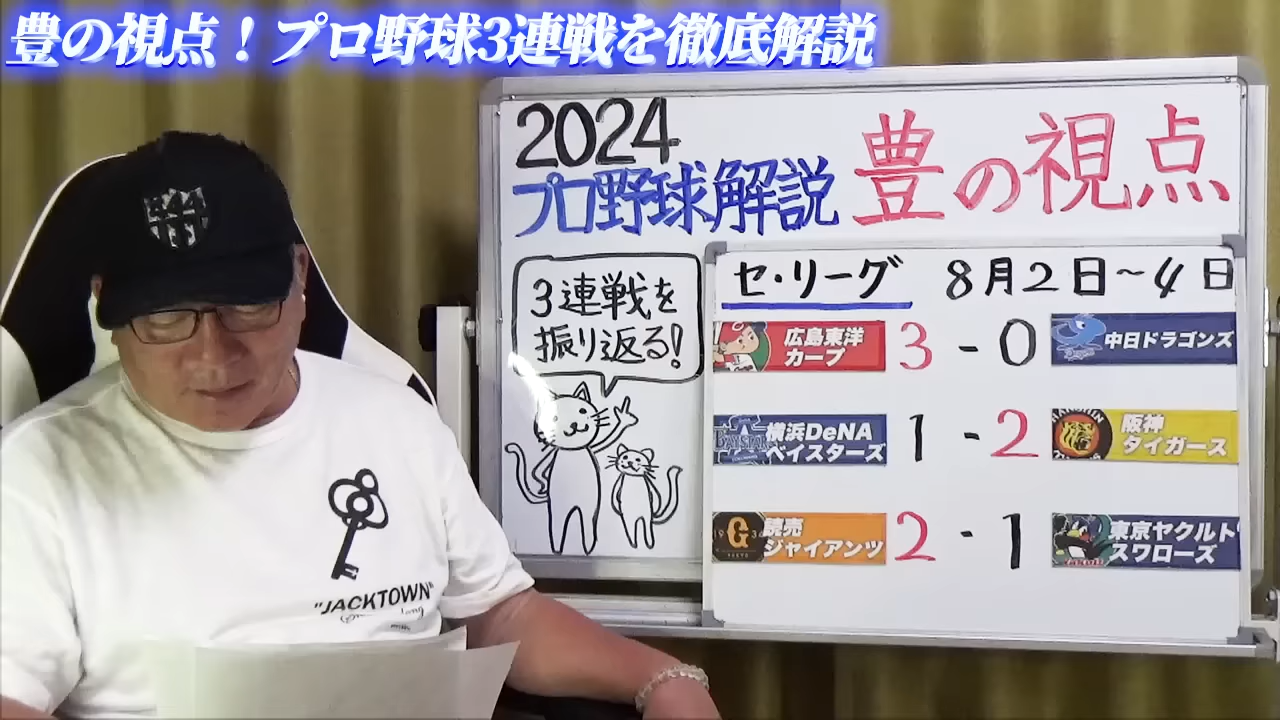 豊の視点！プロ野球3連戦を徹底解説
2024
プロ野球解説
豊の視点
3連戦を
振り返る!
セ・リーグ 8月2日~4日
広島東洋
カープ
3 - 0
中日ドラゴンズ
横浜DeNA
ベイスターズ
1 - 2
阪神
タイガース
読売
ジャイアンツ
2 - 1
東京ヤクルト
スワローズ
"JACKTOWN"